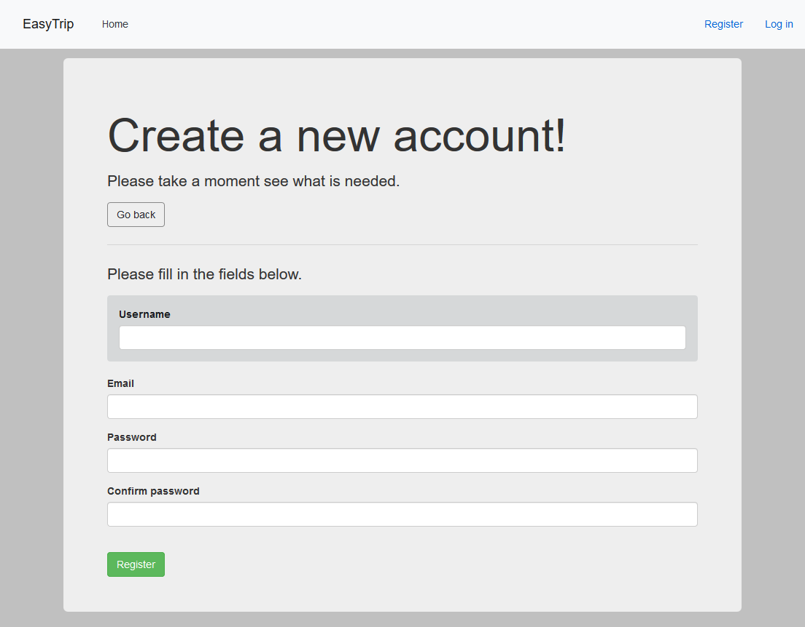 EasyTrip Home Register Log in
Create a new account!
Please take a moment see what is needed.
Go back
Please fill in the fields below.
Username
Email
Password
Confirm password
Register